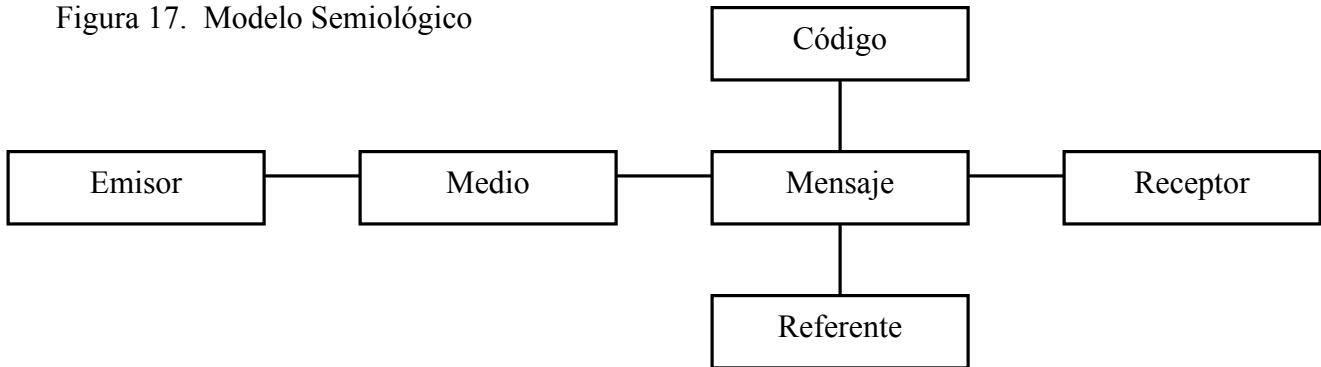 Figura 17. Modelo Semiológico
Código
Emisor
Medio
Mensaje
Receptor
Referente